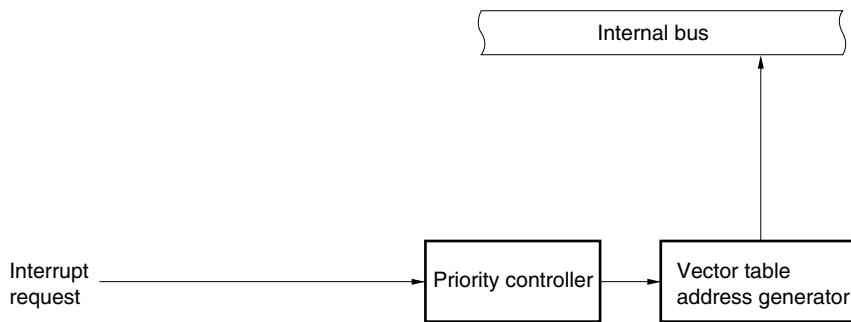 Internal bus
Interrupt
request
Priority controller
Vector table
address generator